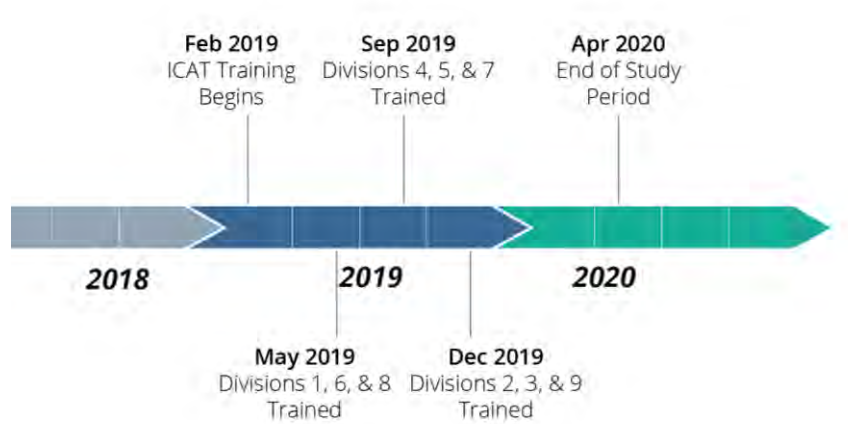 Feb 2019
ICAT Training
Begins
Sep 2019
Divisions 4, 5, & 7
Trained
Apr 2020
End of Study
Period
2018
2019
2020
May 2019
Divisions 1, 6, & 8
Trained
Dec 2019
Divisions 2, 3, & 9
Trained